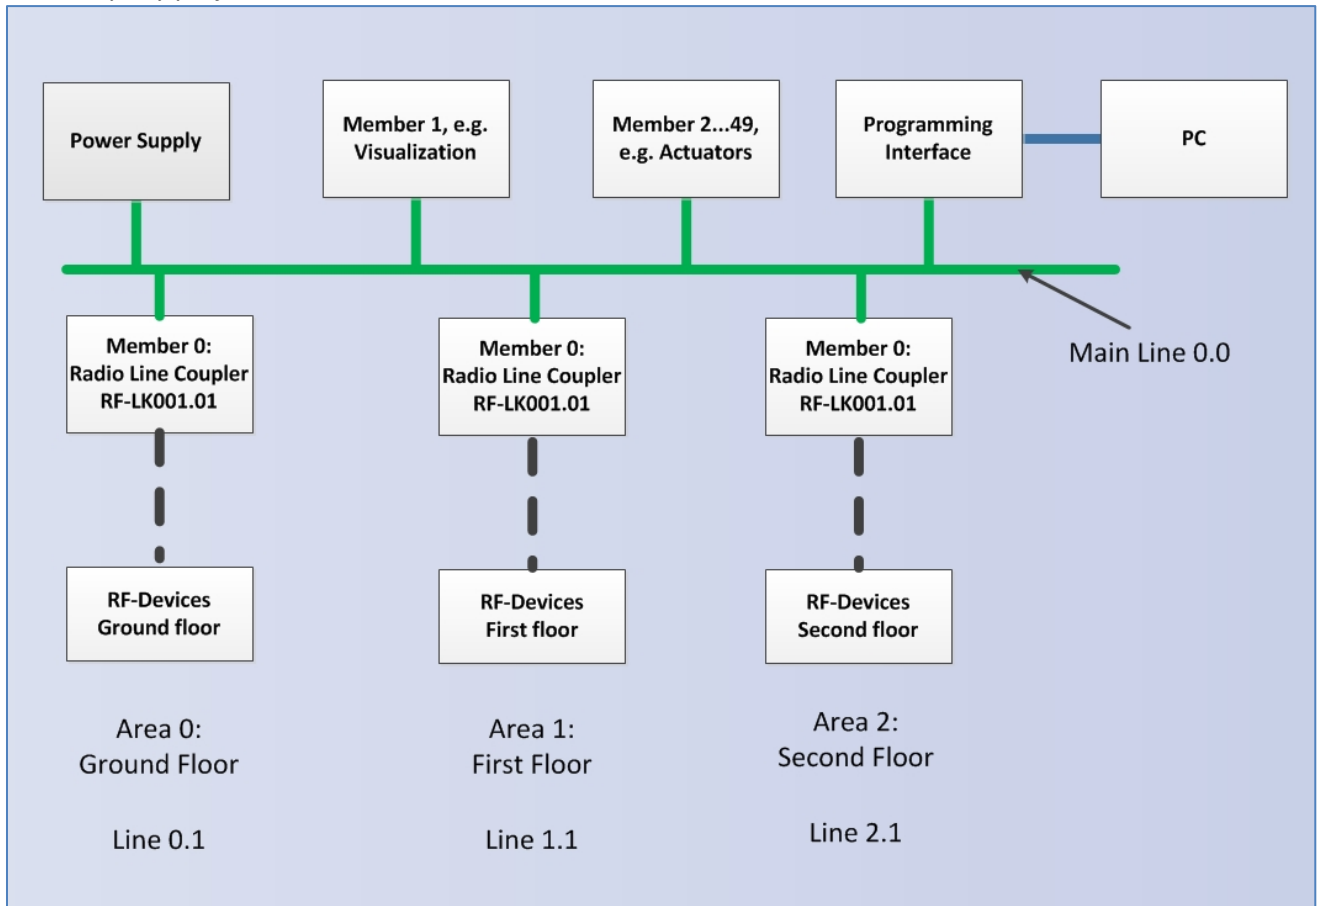 Power Supply
Member 1, e.g.
Visualization
Member 2...49,
e.g. Actuators
Programming
Interface
PC
Main Line 0.0
Member 0:
Radio Line Coupler
RF-LK001.01
Member 0:
Radio Line Coupler
RF-LK001.01
Member 0:
Radio Line Coupler
RF-LK001.01
RF-Devices
Ground floor
RF-Devices
First floor
RF-Devices
Second floor
Area 0:
Ground Floor
Line 0.1
Area 1:
First Floor
Line 1.1
Area 2:
Second Floor
Line 2.1